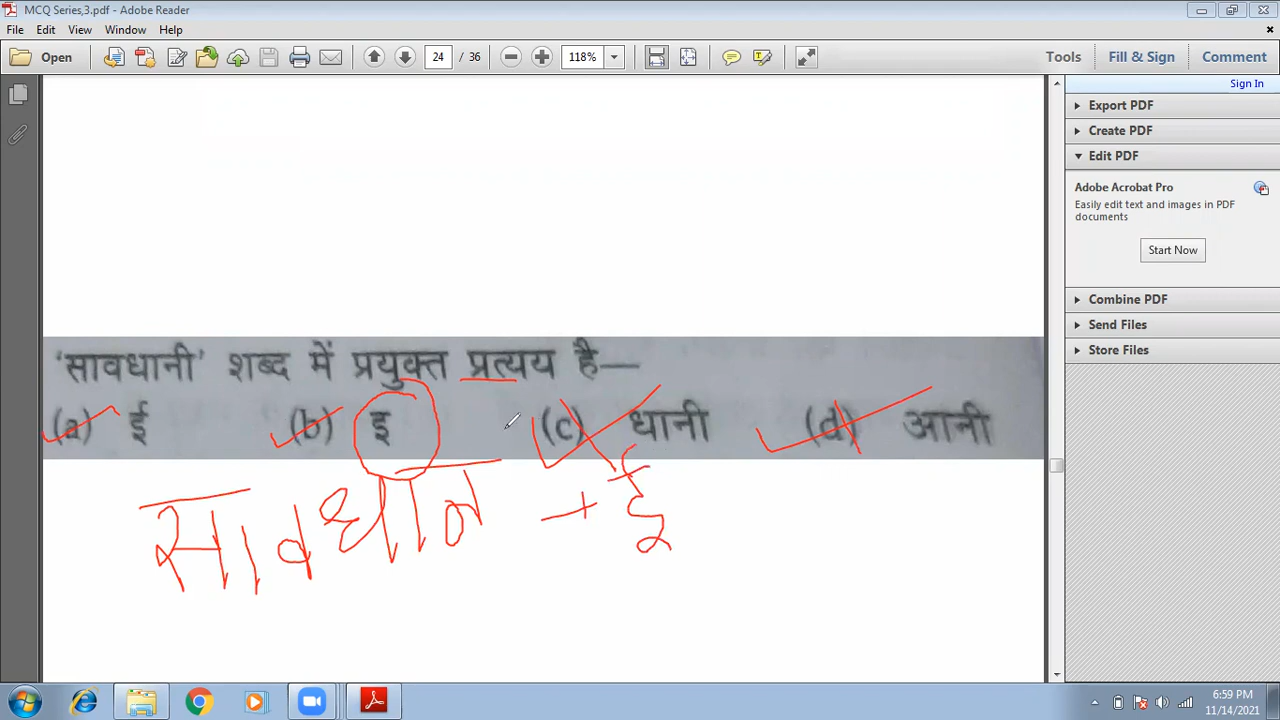 MCQ Series,3.pdf - Adobe Reader
File Edit View Window Help
Open 24 / 36 118% Tools Fill & Sign Comment
Sign In
Export PDF
Create PDF
Edit PDF
Adobe Acrobat Pro
Easily edit text and images in PDF
documents
Start Now
Combine PDF
Send Files
Store Files
'सावधानी' शब्द में प्रयुक्त प्रत्यय है—
(a) ई (b) इ (c) धानी (d) आनी
सावधान + ई
6:59 PM
11/14/2021